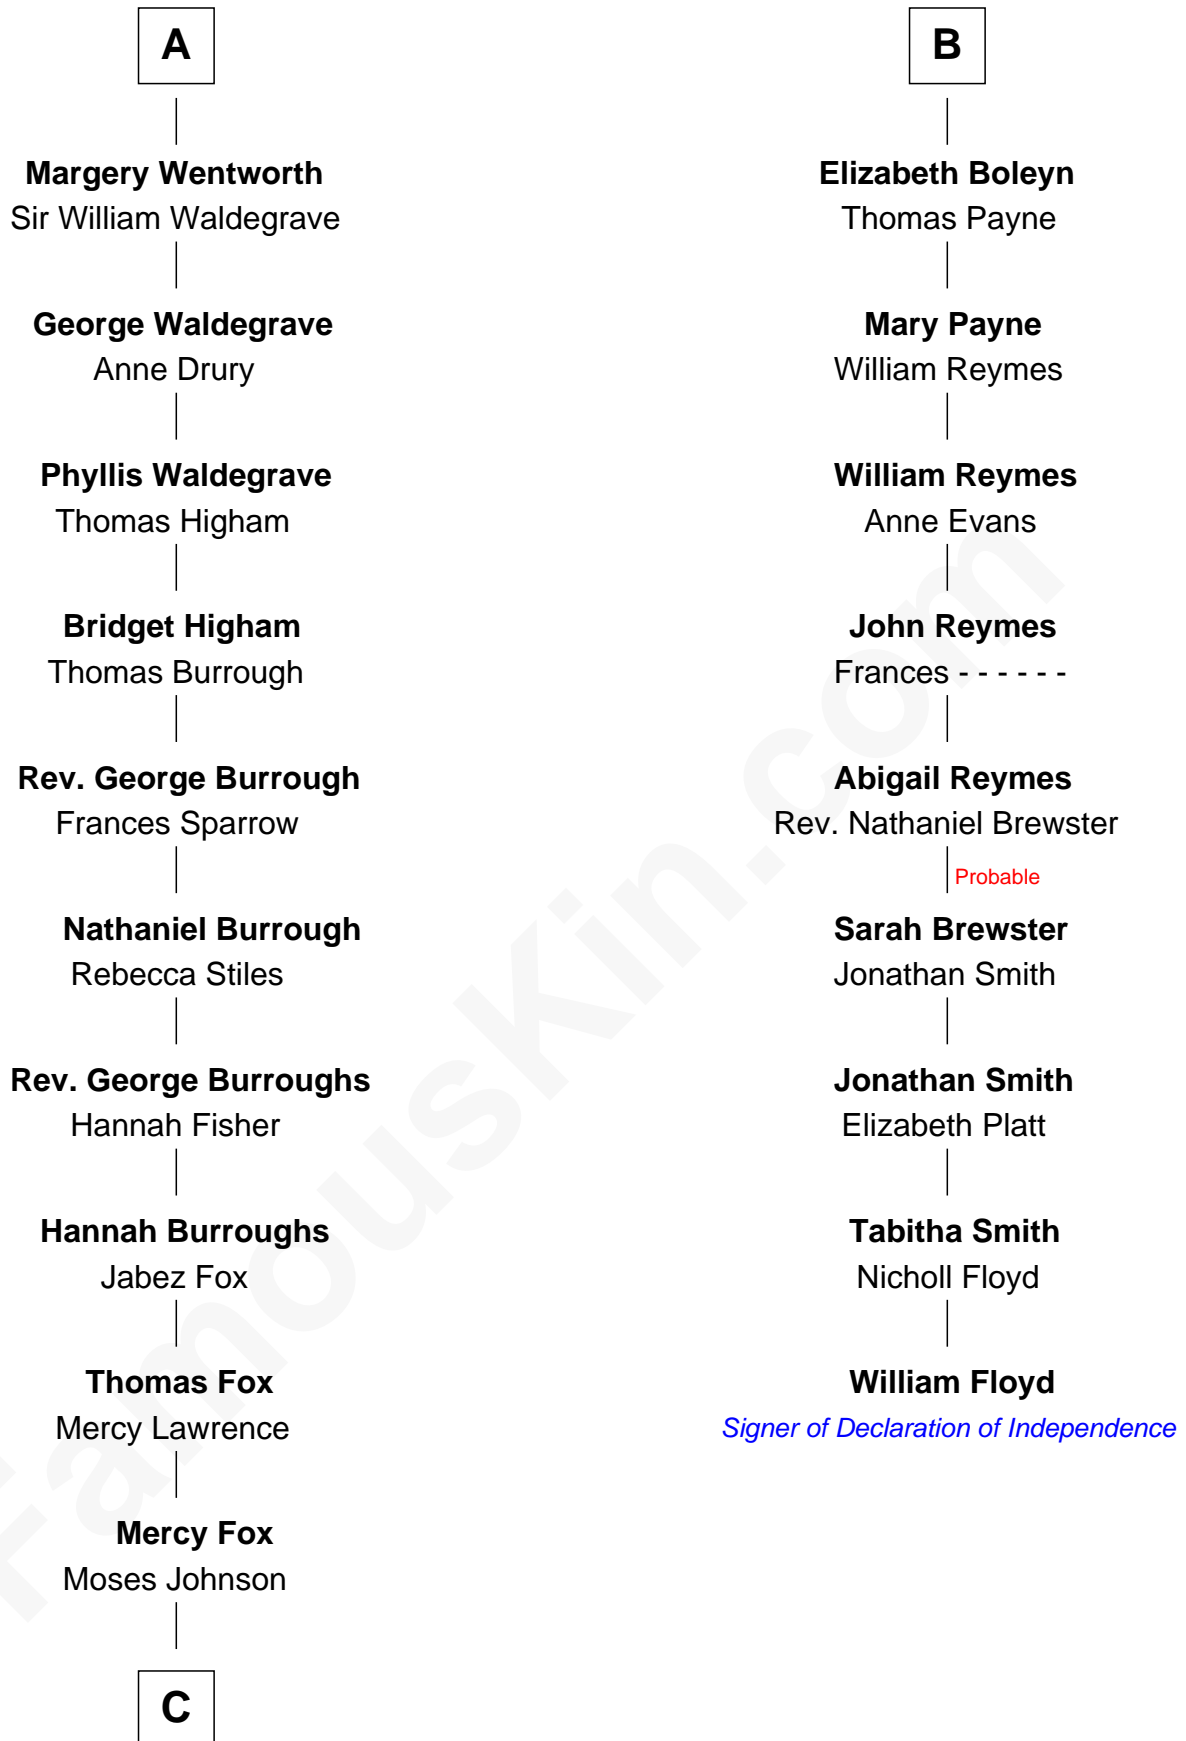 A
Margery Wentworth
Sir William Waldegrave
George Waldegrave
Anne Drury
Phyllis Waldegrave
Thomas Higham
Bridget Higham
Thomas Burrough
Rev. George Burrough
Frances Sparrow
Nathaniel Burrough
Rebecca Stiles
Rev. George Burroughs
Hannah Fisher
Hannah Burroughs
Jabez Fox
Thomas Fox
Mercy Lawrence
Mercy Fox
Moses Johnson
C
B
Elizabeth Boleyn
Thomas Payne
Mary Payne
William Reymes
William Reymes
Anne Evans
John Reymes
Frances - - - - - -
Abigail Reymes
Rev. Nathaniel Brewster
Probable
Sarah Brewster
Jonathan Smith
Jonathan Smith
Elizabeth Platt
Tabitha Smith
Nicholl Floyd
William Floyd
Signer of Declaration of Independence
FamousKin.com